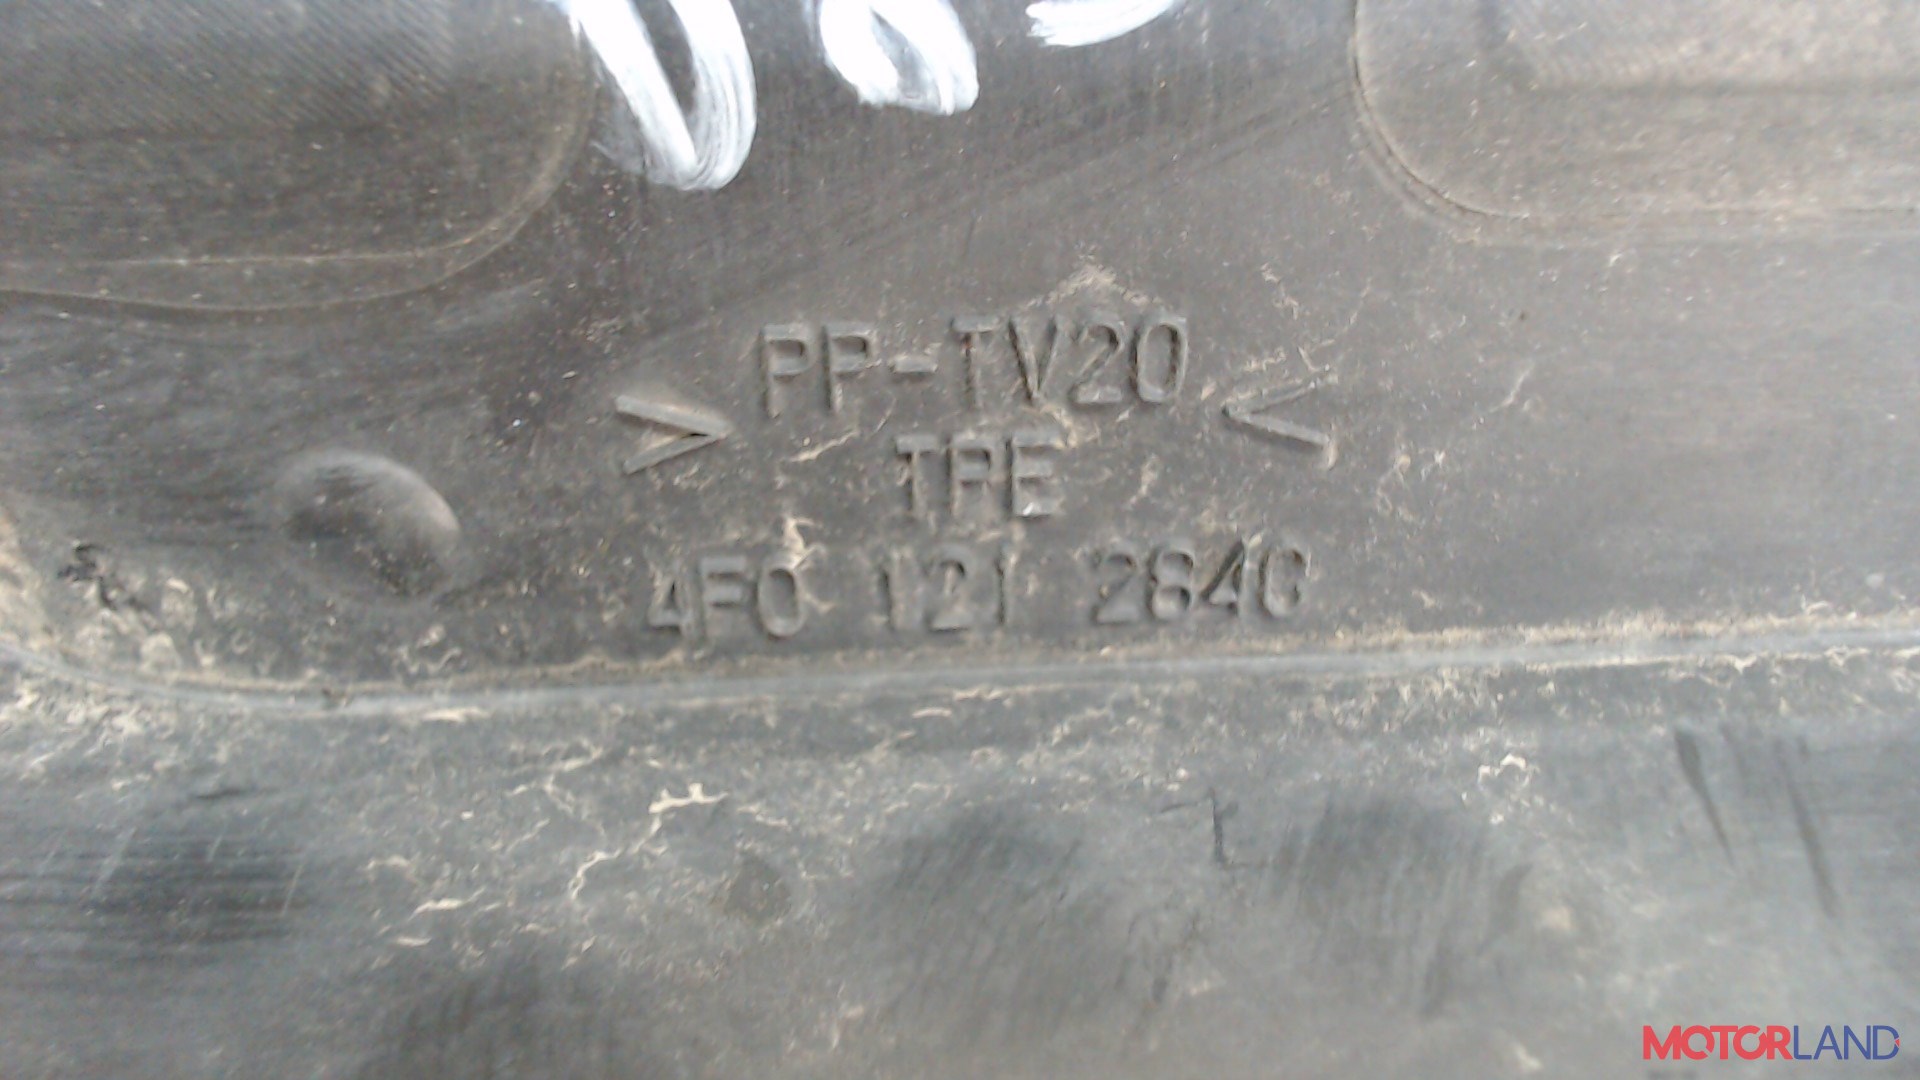 > PP-TV20 <
TPE
4F0 121 284C
MOTORLAND